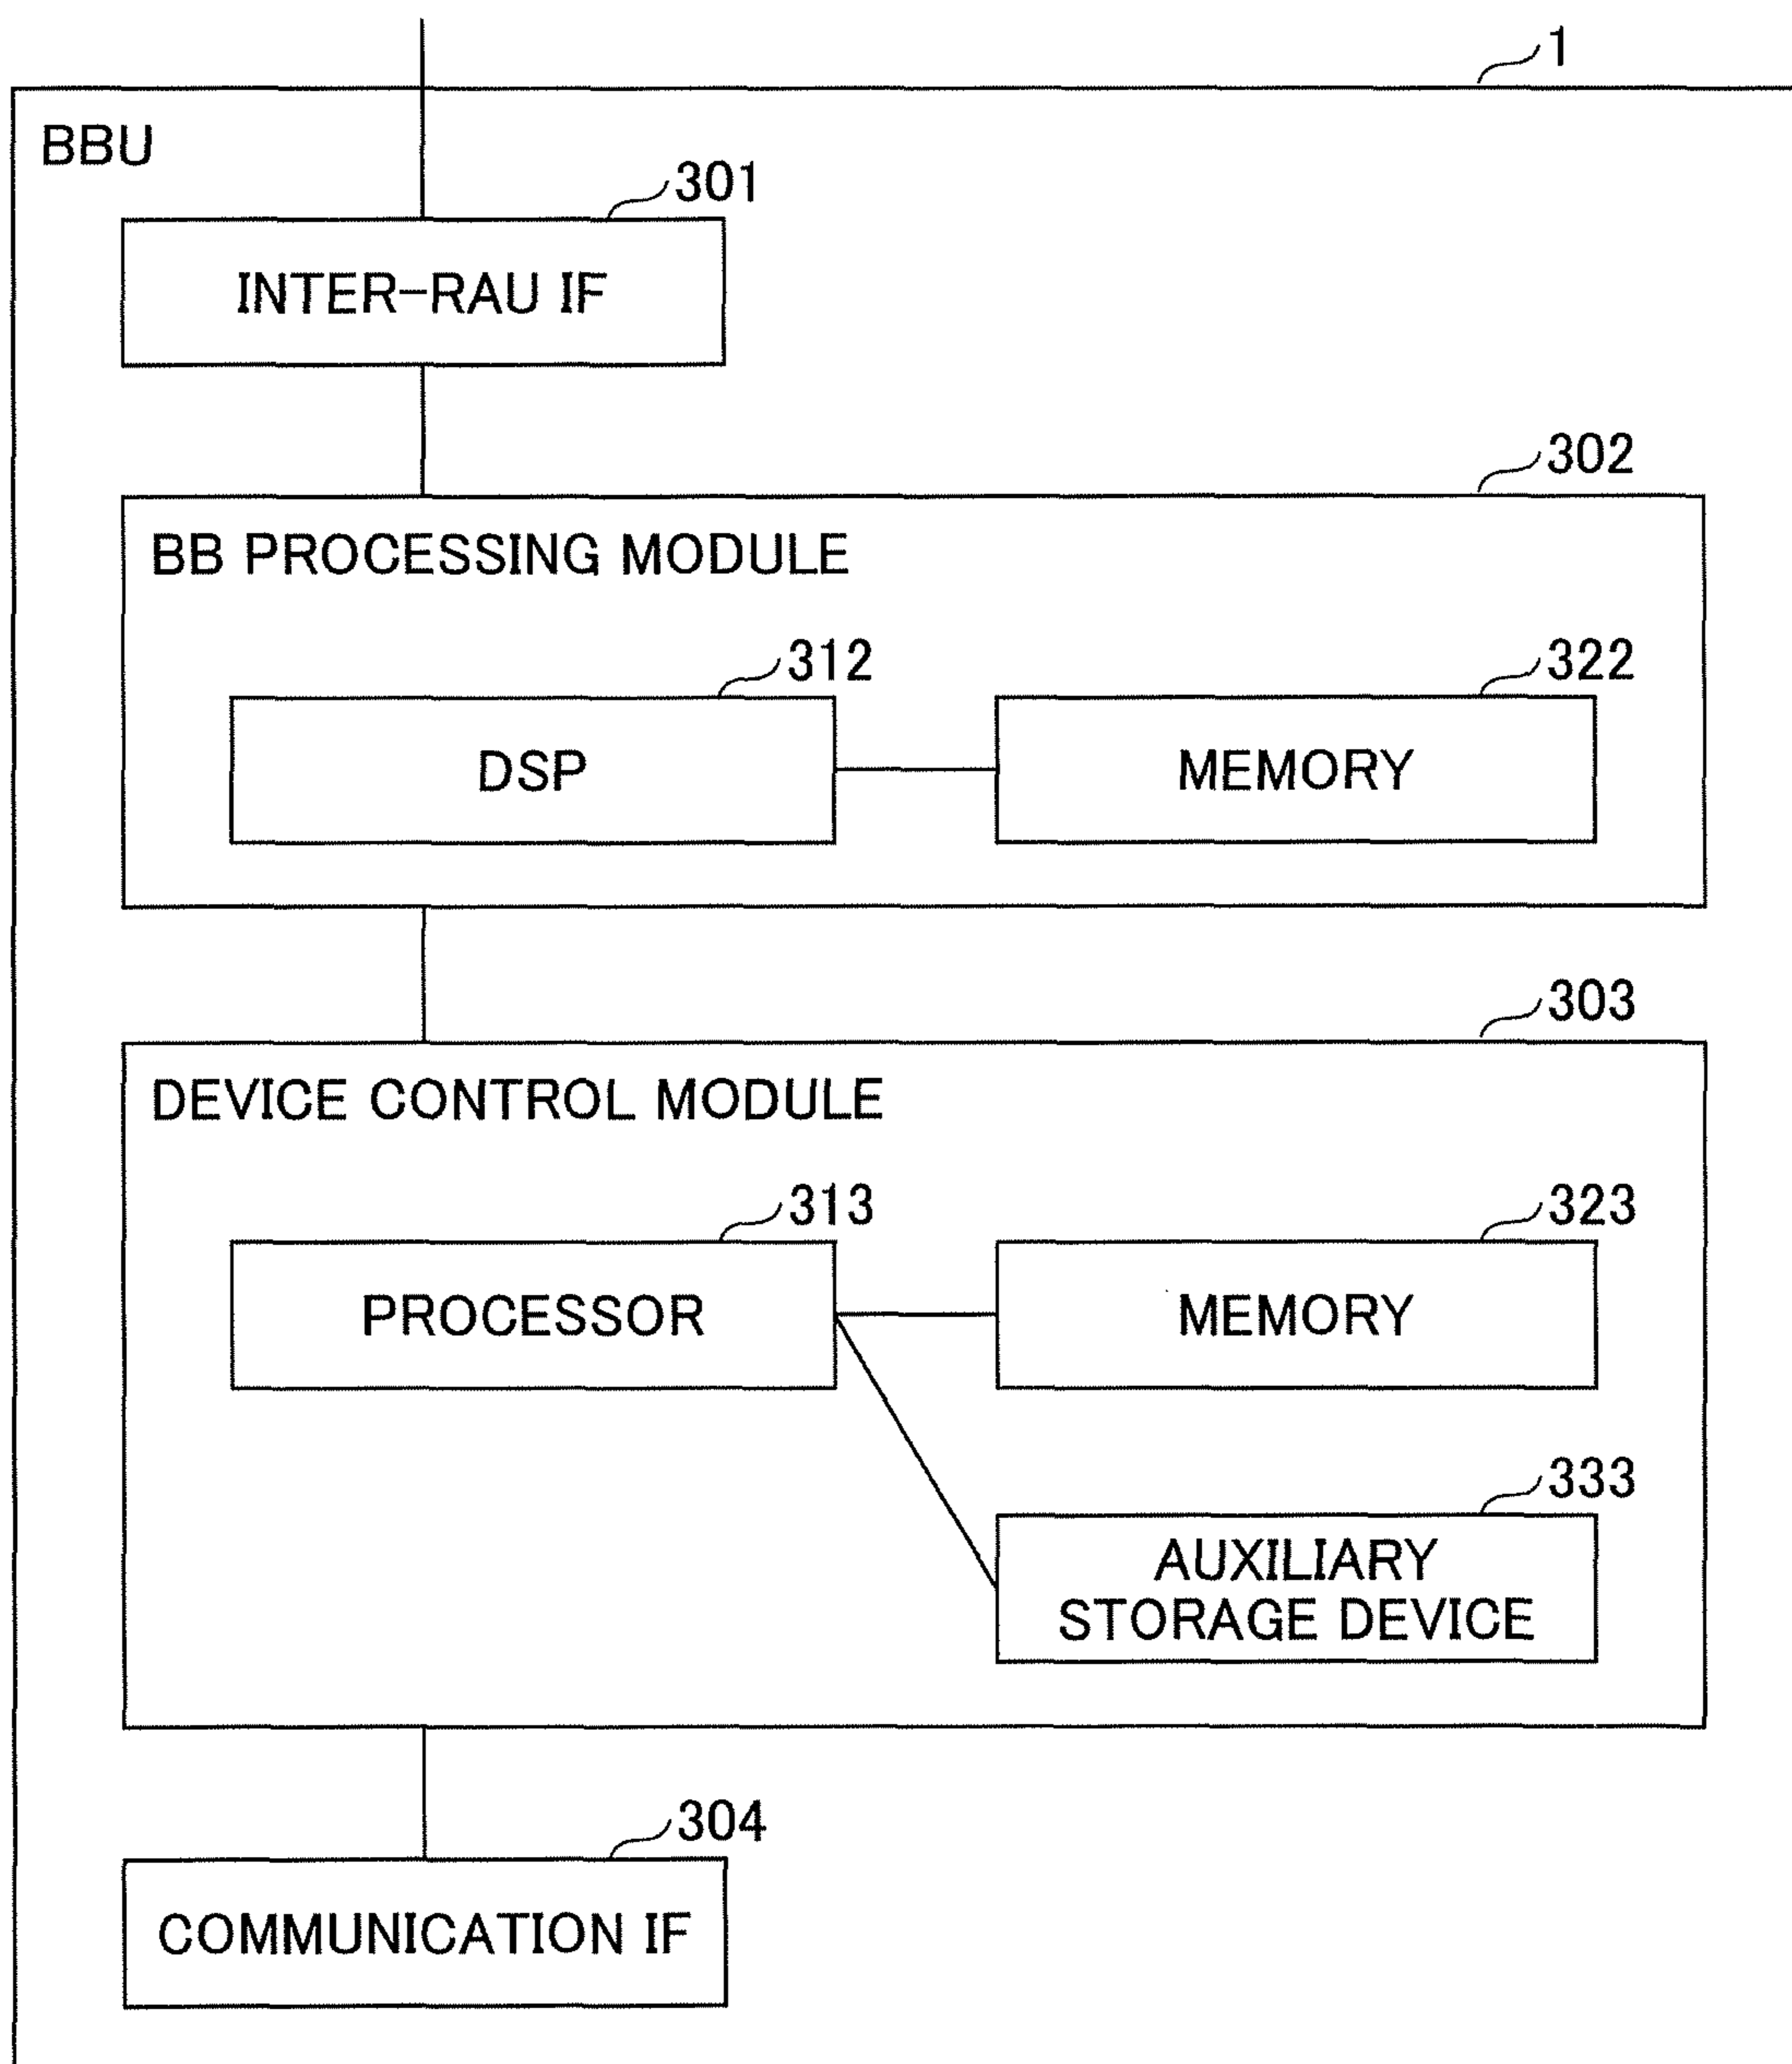 1
BBU
301
INTER-RAU IF
302
BB PROCESSING MODULE
312
322
DSP
MEMORY
303
DEVICE CONTROL MODULE
313
323
PROCESSOR
MEMORY
333
AUXILIARY
STORAGE DEVICE
304
COMMUNICATION IF